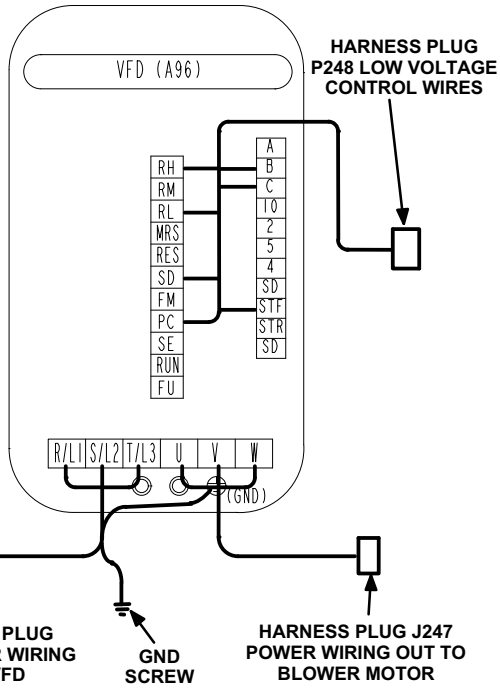 HARNESS PLUG
P248 LOW VOLTAGE
CONTROL WIRES
VFD (A96)
RH
RM
RL
MRS
RES
SD
FM
PC
SE
RUN
FU
A
B
C
10
2
5
4
SD
STF
STR
SD
R/L1 S/L2 T/L3 U V W
(GND)
PLUG
WIRING
FD
GND
SCREW
HARNESS PLUG J247
POWER WIRING OUT TO
BLOWER MOTOR